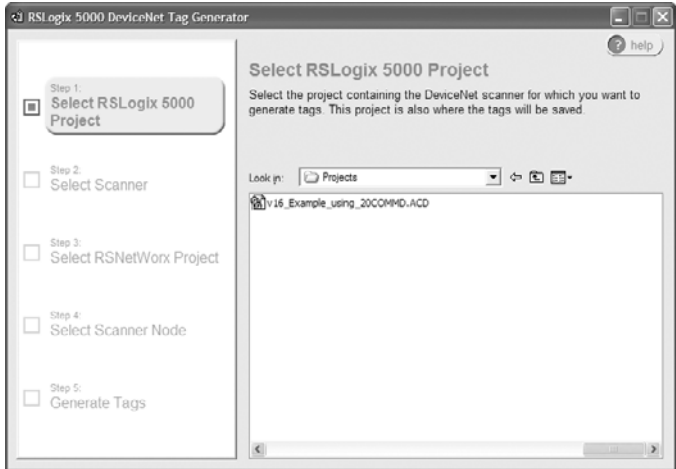 RSLogix 5000 DeviceNet Tag Generator
help
Step 1:
Select RSLogix 5000
Project
Step 2:
Select Scanner
Step 3:
Select RSNetWorx Project
Step 4:
Select Scanner Node
Step 5:
Generate Tags
Select RSLogix 5000 Project
Select the project containing the DeviceNet scanner for which you want to
generate tags. This project is also where the tags will be saved.
Look in: Projects
v16_Example_using_20COMMD.ACD